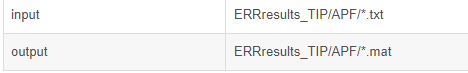 input ERRresults_TIP/APF/*.txt
output ERRresults_TIP/APF/*.mat